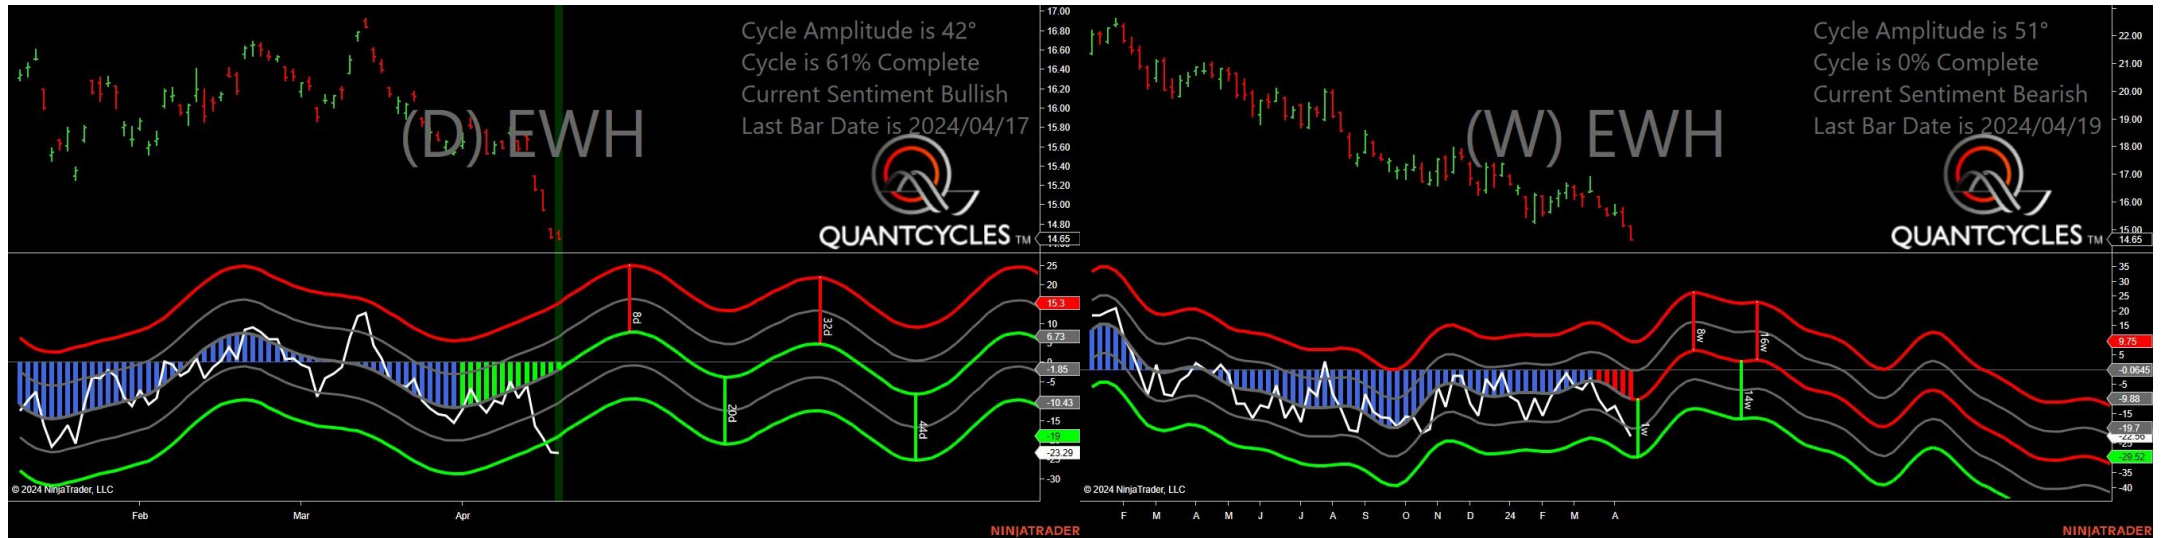 Cycle Amplitude is 42°
Cycle is 61% Complete
Current Sentiment Bullish
Last Bar Date is 2024/04/17
(D) EWH
QUANTCYCLES TM
17.00
16.80
16.60
16.40
16.20
16.00
15.80
15.60
15.40
15.20
15.00
14.80
14.65
25
20
15.3
10
6.73
0
-1.85
-5
-10.43
-15
-19
-23.29
-30
8d
20d
32d
44d
© 2024 NinjaTrader, LLC
Feb Mar Apr
NINJATRADER
Cycle Amplitude is 51°
Cycle is 0% Complete
Current Sentiment Bearish
Last Bar Date is 2024/04/19
(W) EWH
QUANTCYCLES TM
22.00
21.00
20.00
19.00
18.00
17.00
16.00
15.00
14.65
35
30
25
20
15
9.75
5
-0.0645
-5
-9.88
-15
-19.7
-22.56
-29.52
-35
-40
1w
8w
14w
16w
© 2024 NinjaTrader, LLC
F M A M J J A S O N D 24 F M A
NINJATRADER